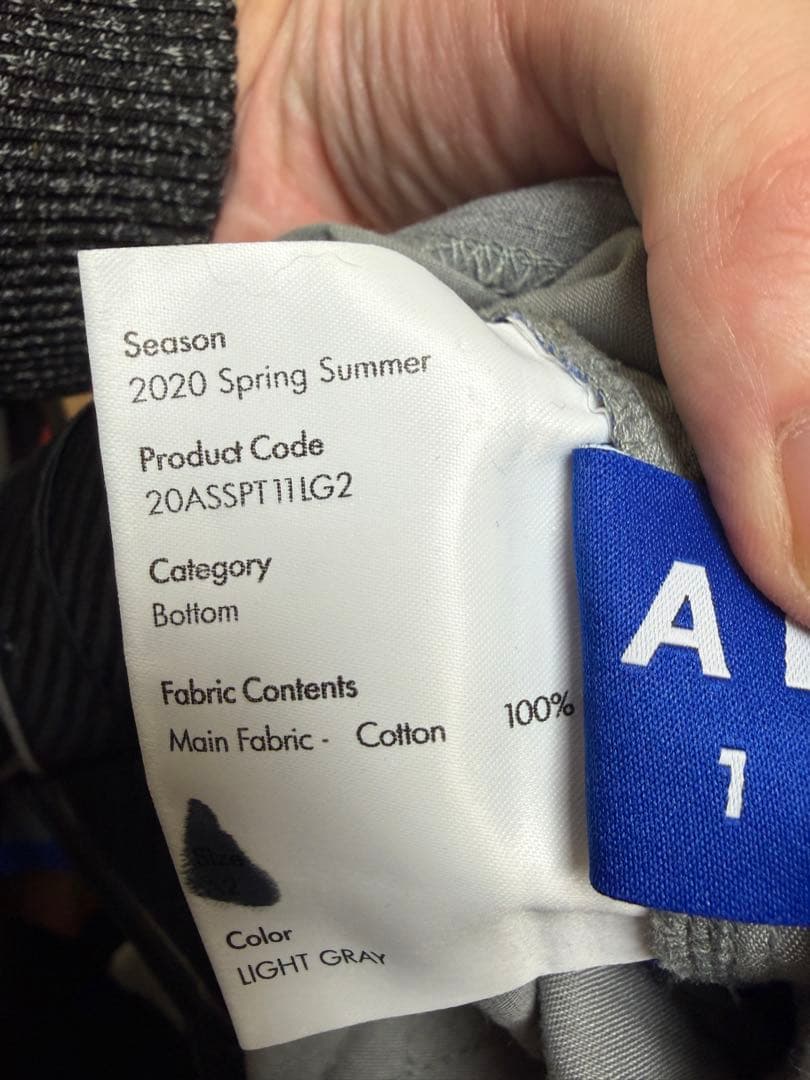 Season
2020 Spring Summer
Product Code
20ASSPT11LG2
Category
Bottom
Fabric Contents
Main Fabric - Cotton 100%
Size
Color
LIGHT GRAY
A
1